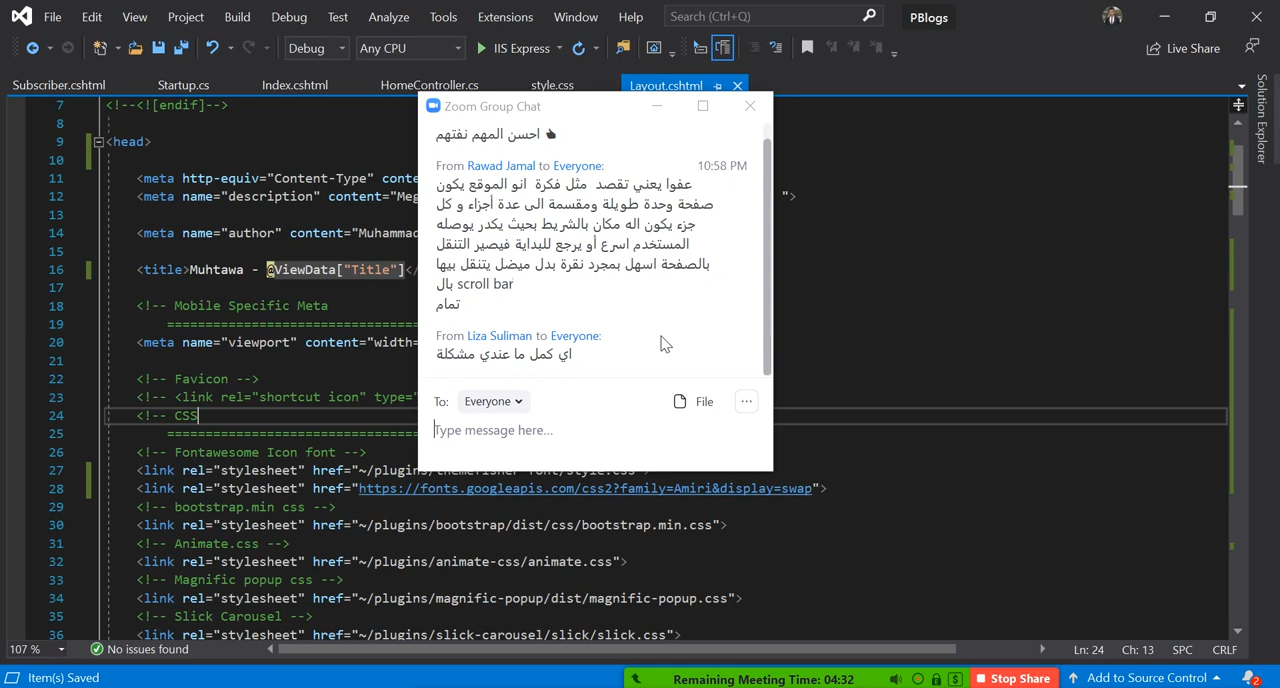 File Edit View Project Build Debug Test Analyze Tools Extensions Window Help Search (Ctrl+Q) PBlogs
Debug Any CPU IIS Express Live Share
Subscriber.cshtml Startup.cs Index.cshtml HomeController.cs style.css Layout.cshtml
Solution Explorer
Zoom Group Chat
احسن المهم نفتهم
From Rawad Jamal to Everyone: 10:58 PM
عفوا يعني تقصد مثل فكرة انو الموقع يكون
صفحة وحدة طويلة ومقسمة الى عدة أجزاء و كل
جزء يكون اله مكان بالشريط بحيث يكدر يوصله
المستخدم اسرع أو يرجع للبداية فيصير التنقل
بالصفحة اسهل بمجرد نقرة بدل ميضل يتنقل بيها
بال scroll bar
تمام
From Liza Suliman to Everyone:
اي كمل ما عندي مشكلة
To: Everyone File ...
Type message here...
7 <!--<![endif]-->
8
9 <head>
10
11 <meta http-equiv="Content-Type" conte
12 <meta name="description" content="Meg ">
13
14 <meta name="author" content="Muhammad
15
16 <title>Muhtawa - @ViewData["Title"]</
17
18 <!-- Mobile Specific Meta
19 ==================================
20 <meta name="viewport" content="width=
21
22 <!-- Favicon -->
23 <!-- <link rel="shortcut icon" type="
24 <!-- CSS
25 ==================================
26 <!-- Fontawesome Icon font -->
27 <link rel="stylesheet" href="~/plugins/themefisher-font/style.css">
28 <link rel="stylesheet" href="https://fonts.googleapis.com/css2?family=Amiri&display=swap">
29 <!-- bootstrap.min css -->
30 <link rel="stylesheet" href="~/plugins/bootstrap/dist/css/bootstrap.min.css">
31 <!-- Animate.css -->
32 <link rel="stylesheet" href="~/plugins/animate-css/animate.css">
33 <!-- Magnific popup css -->
34 <link rel="stylesheet" href="~/plugins/magnific-popup/dist/magnific-popup.css">
35 <!-- Slick Carousel -->
36 <link rel="stylesheet" href="~/plugins/slick-carousel/slick/slick.css">
107 % No issues found Ln: 24 Ch: 13 SPC CRLF
Item(s) Saved Remaining Meeting Time: 04:32 Stop Share Add to Source Control 2